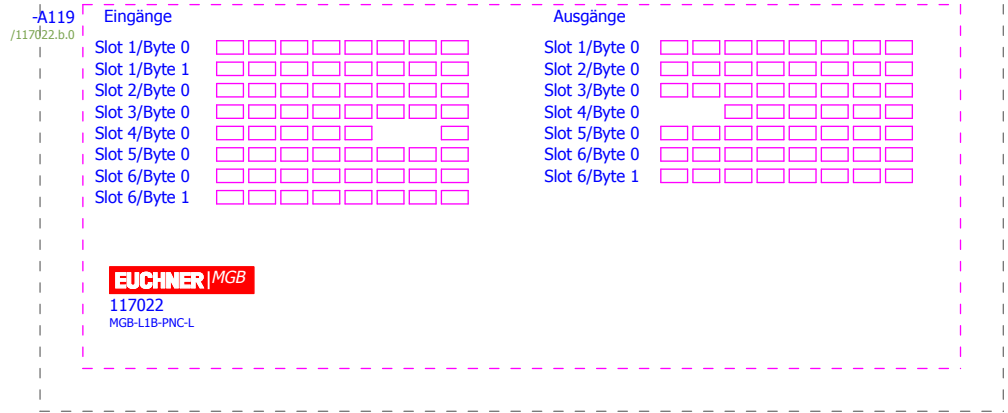 -A119
/117022.b.0
Eingänge
Slot 1/Byte 0
Slot 1/Byte 1
Slot 2/Byte 0
Slot 3/Byte 0
Slot 4/Byte 0
Slot 5/Byte 0
Slot 6/Byte 0
Slot 6/Byte 1
Ausgänge
Slot 1/Byte 0
Slot 2/Byte 0
Slot 3/Byte 0
Slot 4/Byte 0
Slot 5/Byte 0
Slot 6/Byte 0
Slot 6/Byte 1
EUCHNER|MGB
117022
MGB-L1B-PNC-L